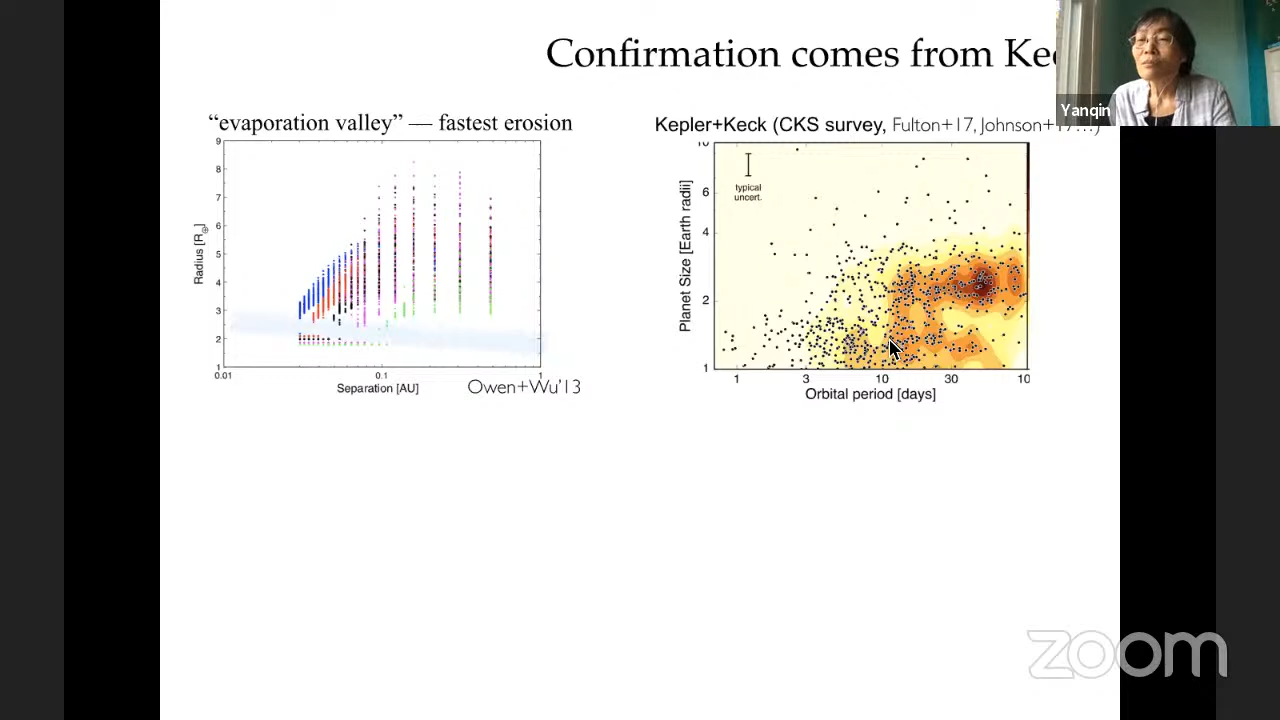 Confirmation comes from Ke
Yanqin
“evaporation valley” — fastest erosion
Kepler+Keck (CKS survey, Fulton+17, Johnson+17...)
9
8
7
6
5
4
3
2
1
Radius [R⊕]
0.01
0.1
1
Separation [AU]
Owen+Wu'13
10
6
4
2
1
Planet Size [Earth radii]
typical
uncert.
1
3
10
30
10
Orbital period [days]
zoom